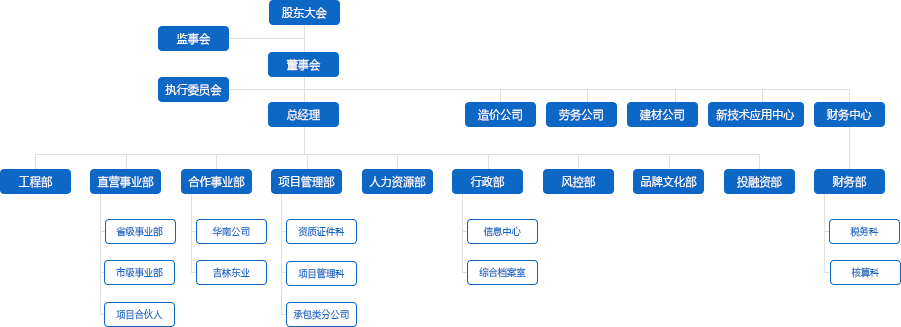 股东大会
监事会
董事会
执行委员会
总经理
造价公司
劳务公司
建材公司
新技术应用中心
财务中心
工程部
直营事业部
合作事业部
项目管理部
人力资源部
行政部
风控部
品牌文化部
投融资部
财务部
省级事业部
华南公司
资质证件科
信息中心
税务科
市级事业部
吉林东业
项目管理科
综合档案室
核算科
项目合伙人
承包类分公司